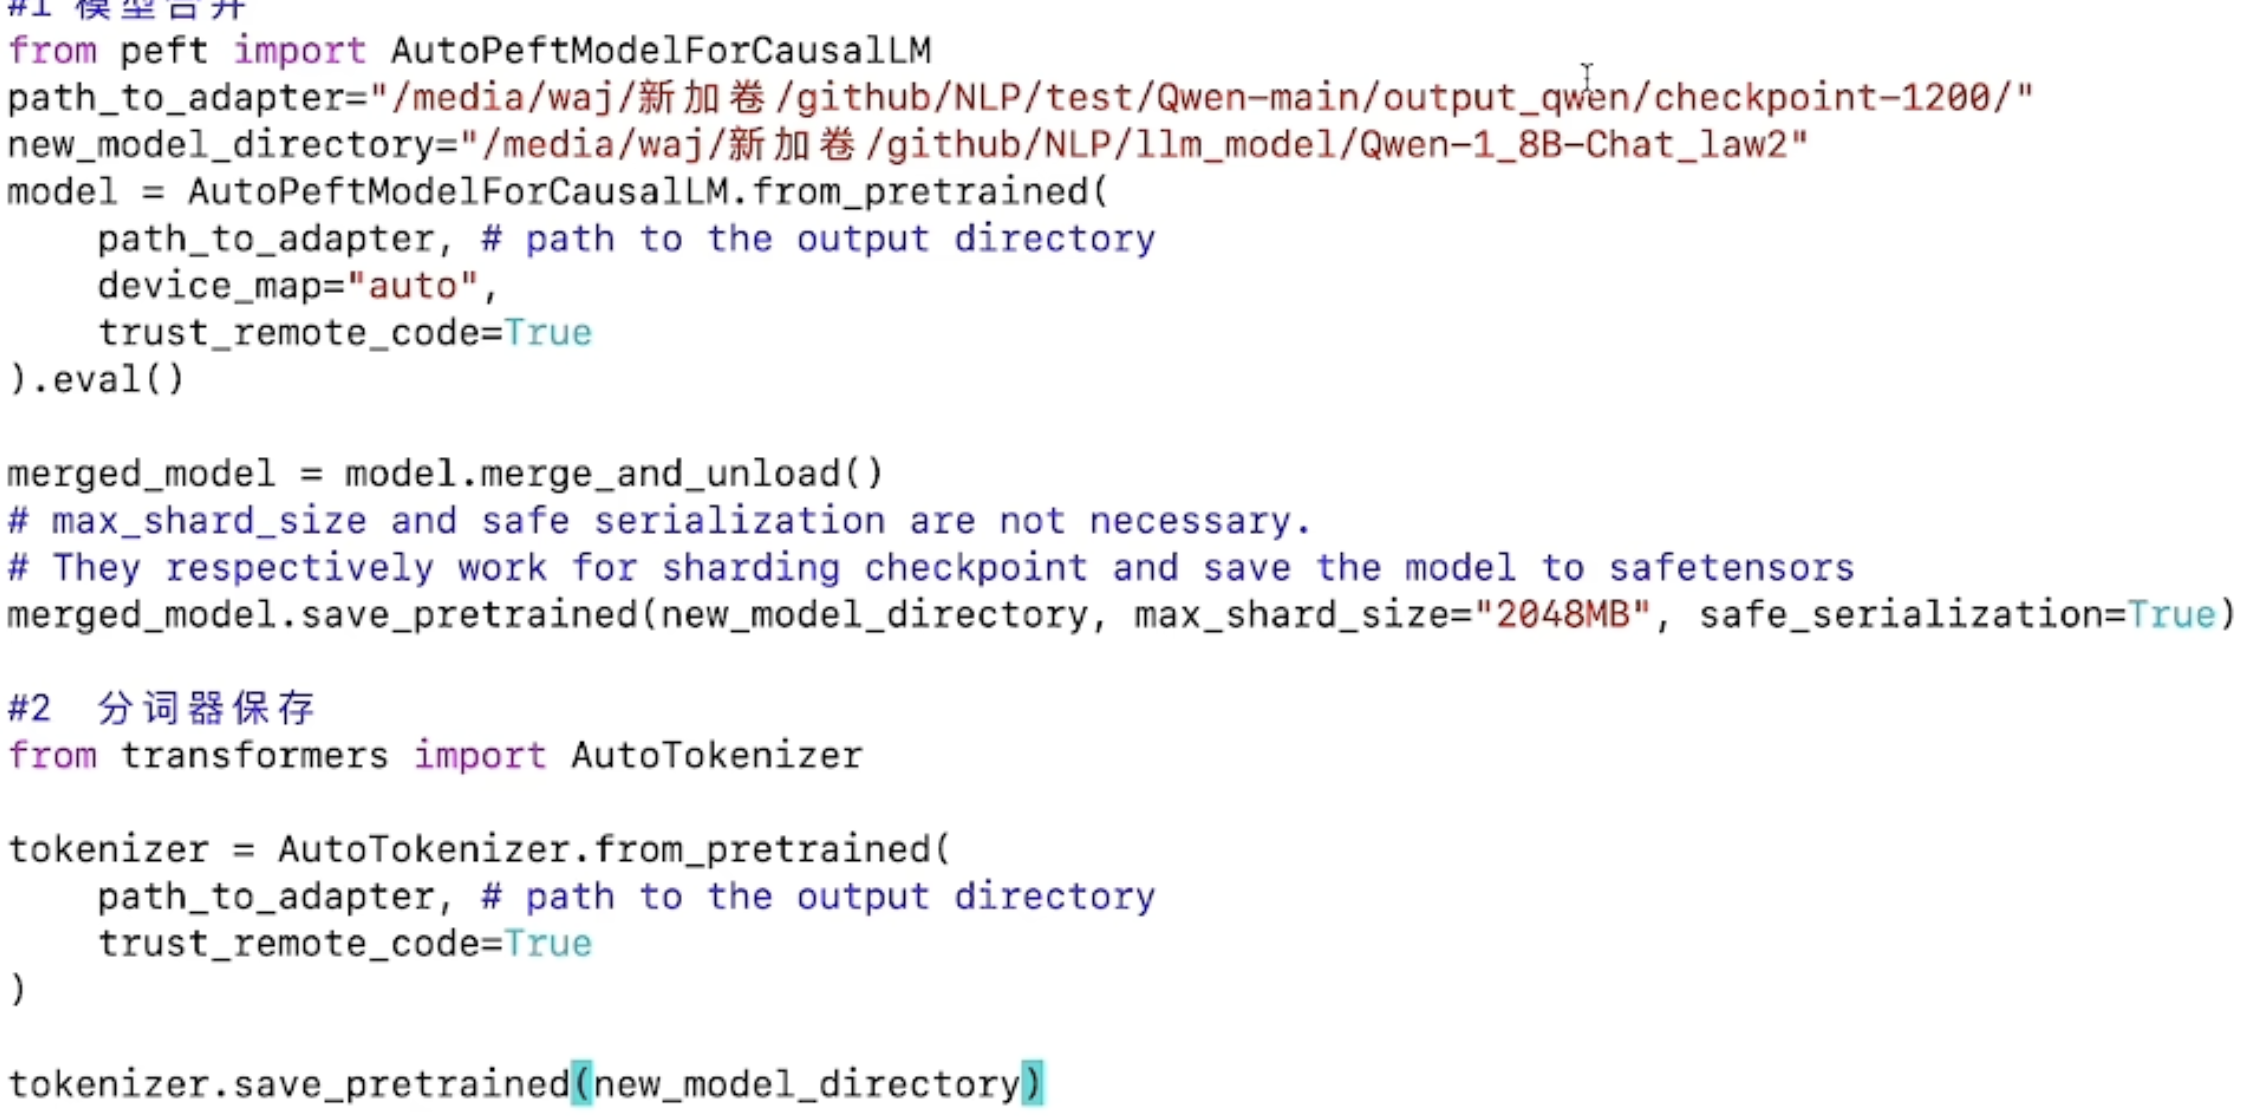 #1 模型合并
from peft import AutoPeftModelForCausalLM
path_to_adapter="/media/waj/新加卷/github/NLP/test/Qwen-main/output_qwen/checkpoint-1200/"
new_model_directory="/media/waj/新加卷/github/NLP/llm_model/Qwen-1_8B-Chat_law2"
model = AutoPeftModelForCausalLM.from_pretrained(
    path_to_adapter, # path to the output directory
    device_map="auto",
    trust_remote_code=True
).eval()

merged_model = model.merge_and_unload()
# max_shard_size and safe serialization are not necessary.
# They respectively work for sharding checkpoint and save the model to safetensors
merged_model.save_pretrained(new_model_directory, max_shard_size="2048MB", safe_serialization=True)

#2  分词器保存
from transformers import AutoTokenizer

tokenizer = AutoTokenizer.from_pretrained(
    path_to_adapter, # path to the output directory
    trust_remote_code=True
)

tokenizer.save_pretrained(new_model_directory)